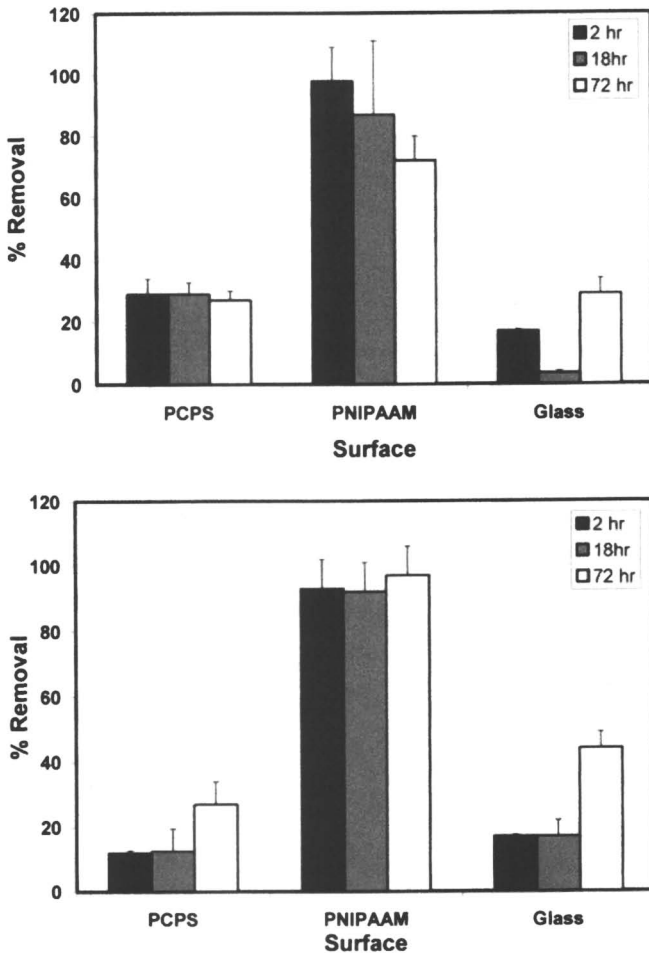 120
100
80
60
40
20
0
% Removal
2 hr
18hr
72 hr
PCPS
PNIPAAM
Glass
Surface
120
100
80
60
40
20
0
% Removal
2 hr
18hr
72 hr
PCPS
PNIPAAM
Glass
Surface